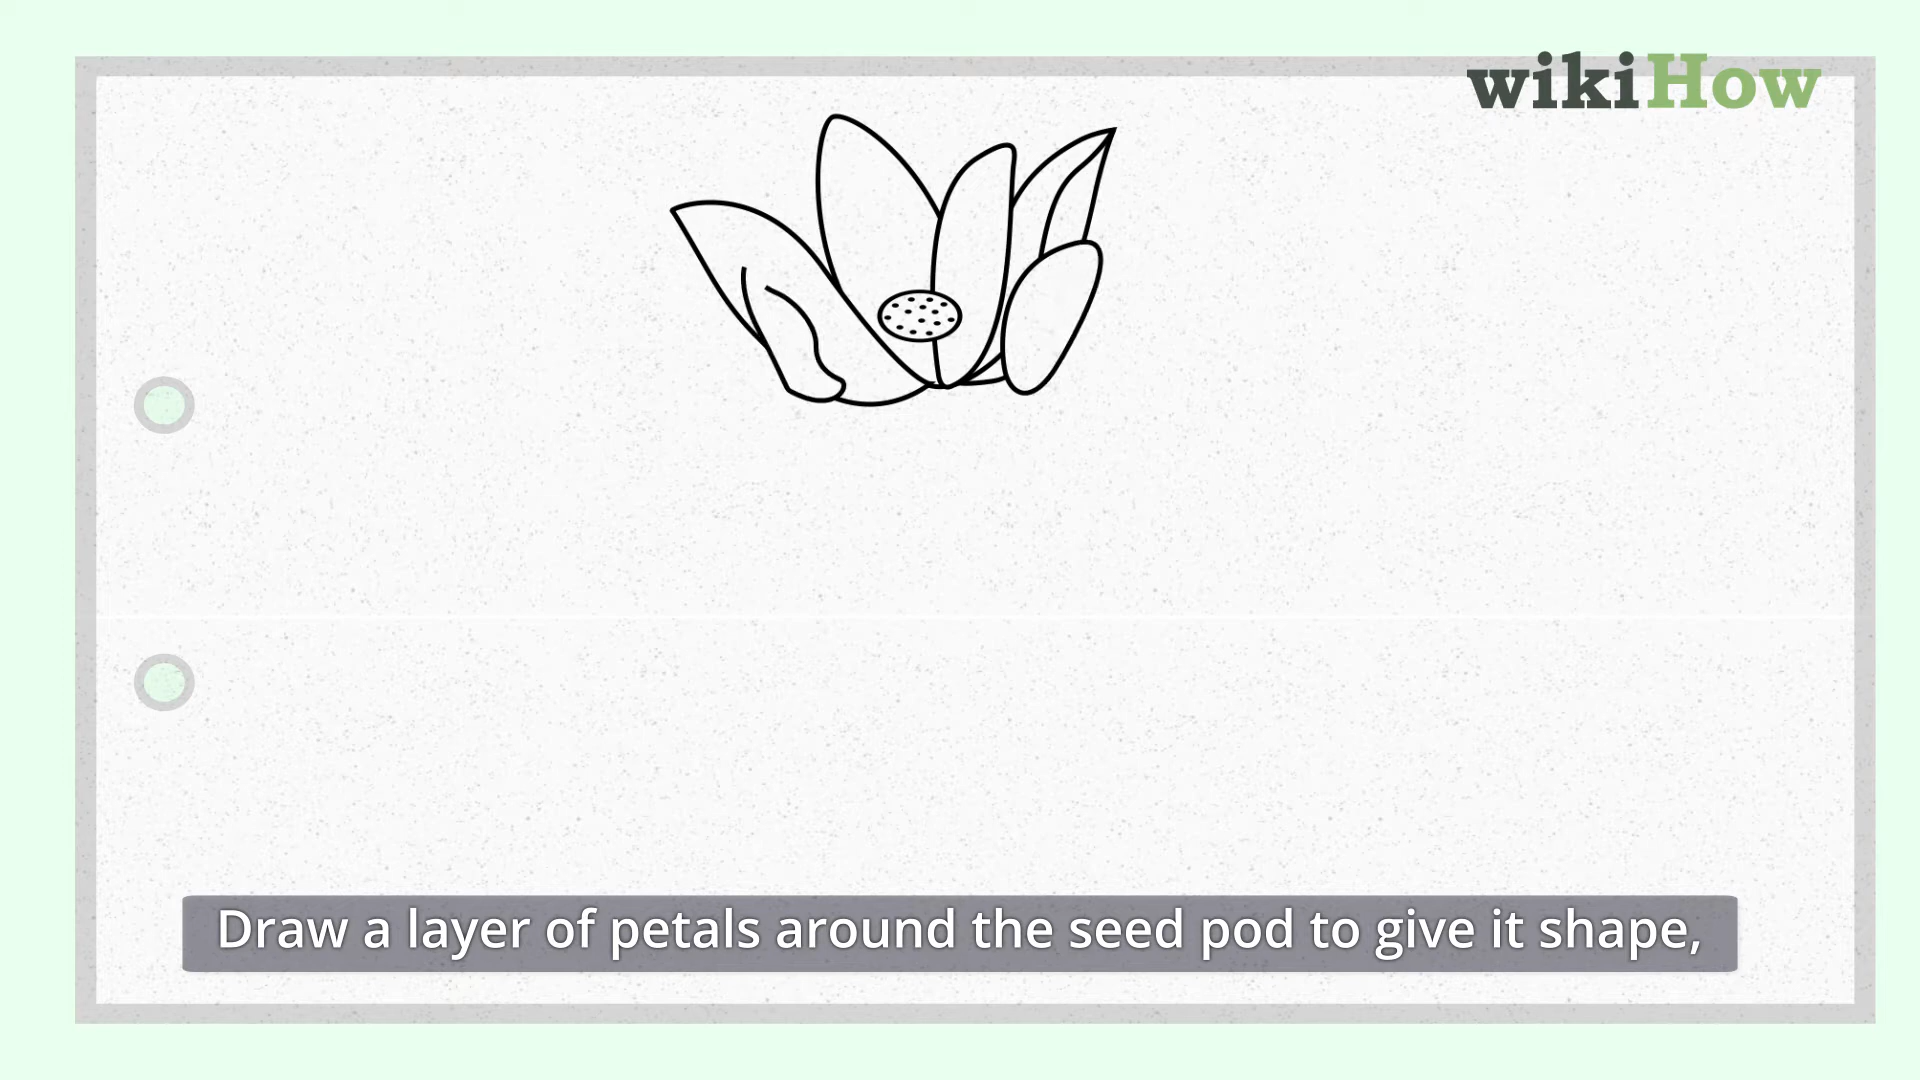 wikiHow
Draw a layer of petals around the seed pod to give it shape,